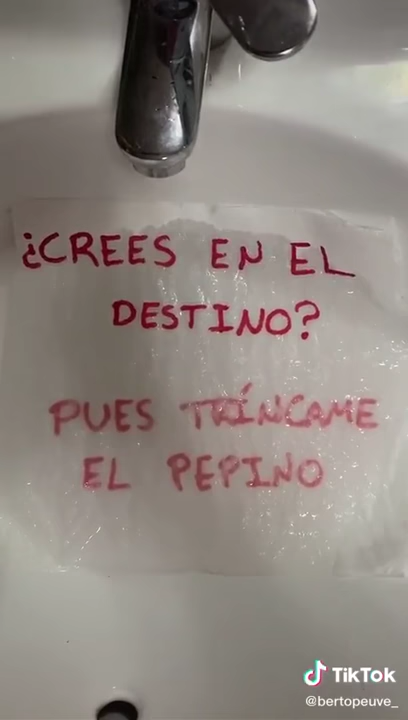 ¿CREES EN EL
DESTINO?
PUES TRÍNCAME
EL PEPINO
TikTok
@bertopeuve_